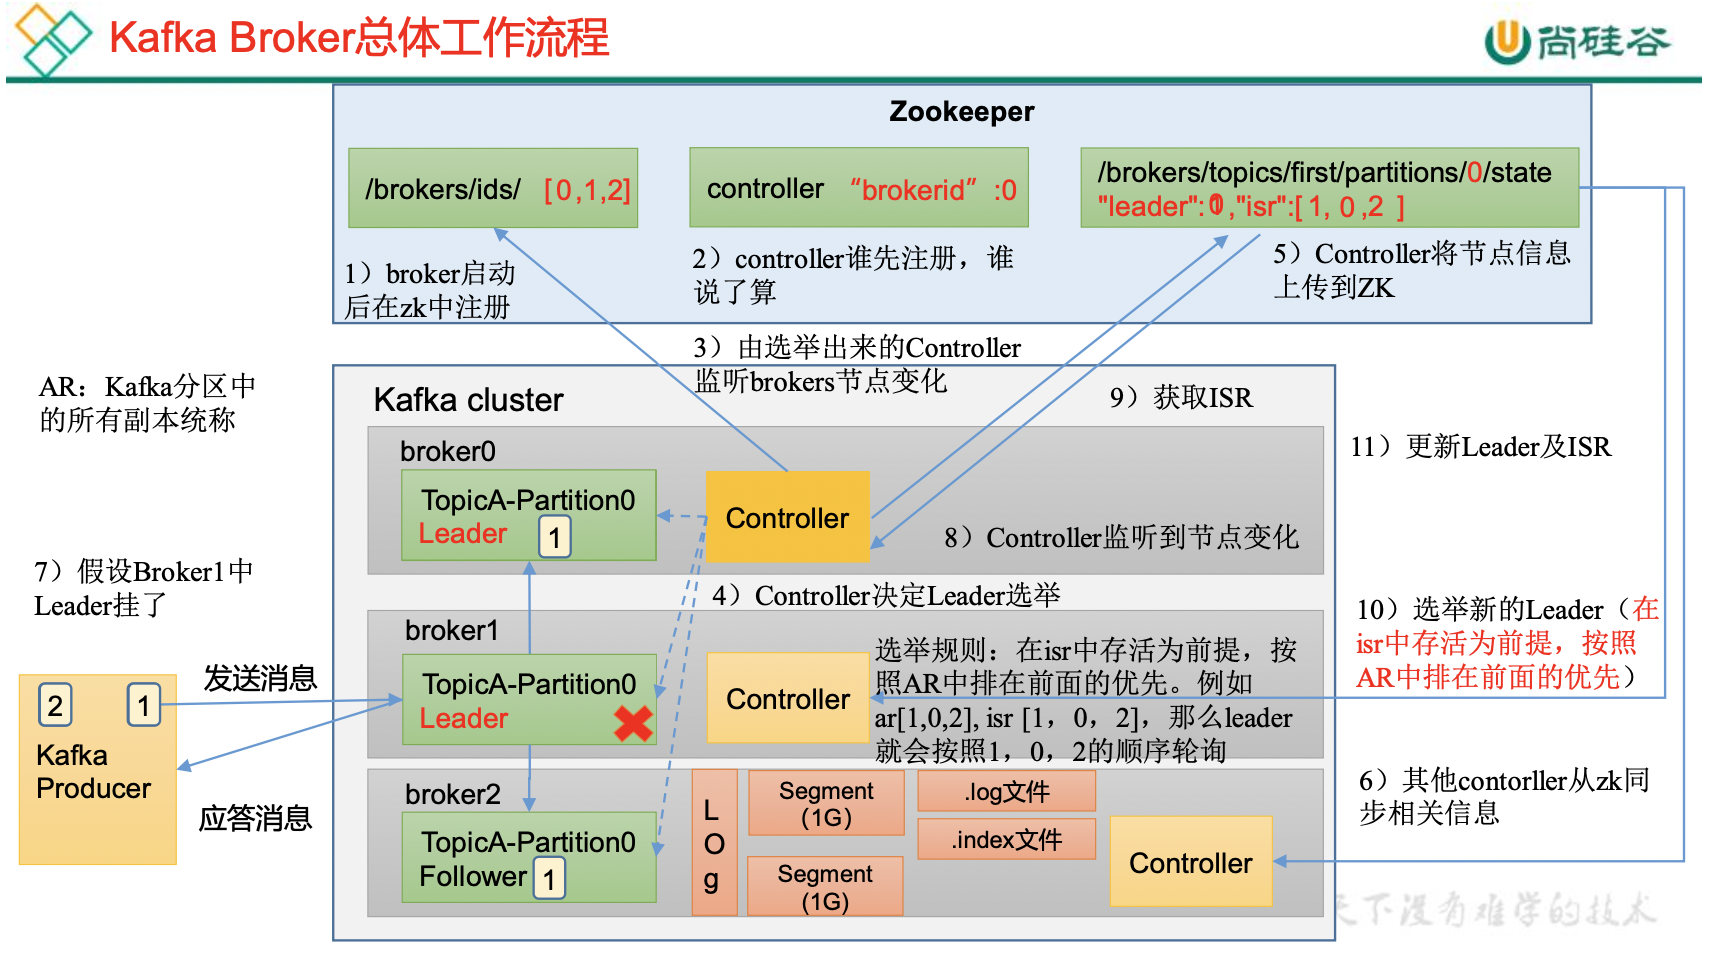 Kafka Broker总体工作流程
尚硅谷
Zookeeper
/brokers/ids/ [0,1,2]
controller “brokerid” :0
/brokers/topics/first/partitions/0/state
"leader": ,"isr":[ 1, 0 ,2 ]
1）broker启动
后在zk中注册
2）controller谁先注册，谁
说了算
5）Controller将节点信息
上传到ZK
3）由选举出来的Controller
监听brokers节点变化
AR：Kafka分区中
的所有副本统称
Kafka cluster
9）获取ISR
11）更新Leader及ISR
broker0
TopicA-Partition0
Leader
1
Controller
8）Controller监听到节点变化
7）假设Broker1中
Leader挂了
4）Controller决定Leader选举
10）选举新的Leader（在
isr中存活为前提，按照
AR中排在前面的优先）
broker1
TopicA-Partition0
Leader
Controller
选举规则：在isr中存活为前提，按
照AR中排在前面的优先。例如
ar[1,0,2], isr [1，0，2]，那么leader
就会按照1，0，2的顺序轮询
发送消息
2
1
Kafka
Producer
应答消息
broker2
TopicA-Partition0
Follower
1
LOg
Segment
（1G）
Segment
（1G）
.log文件
.index文件
Controller
6）其他contorller从zk同
步相关信息
天下没有难学的技术